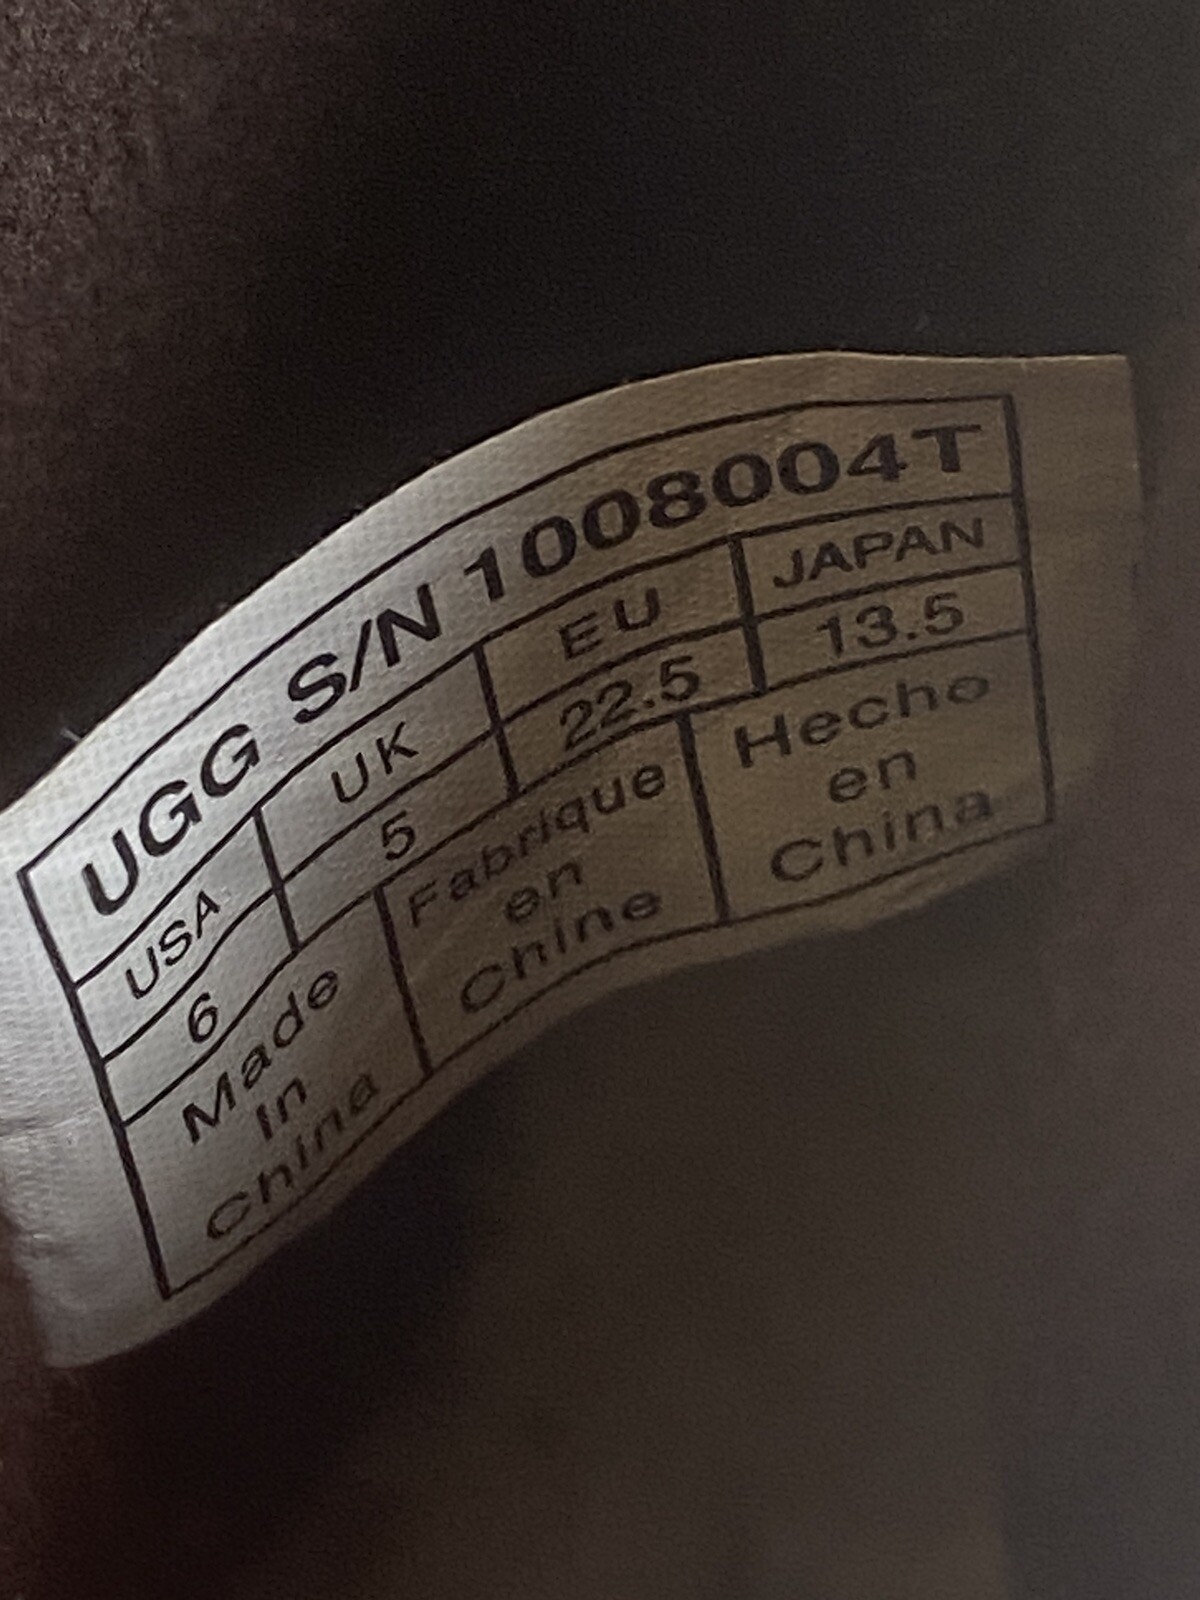 UGG S/N 1008004T
USA UK EU JAPAN
6 5 22.5 13.5
Made
In
China
Fabrique
en
Chine
Hecho
en
China